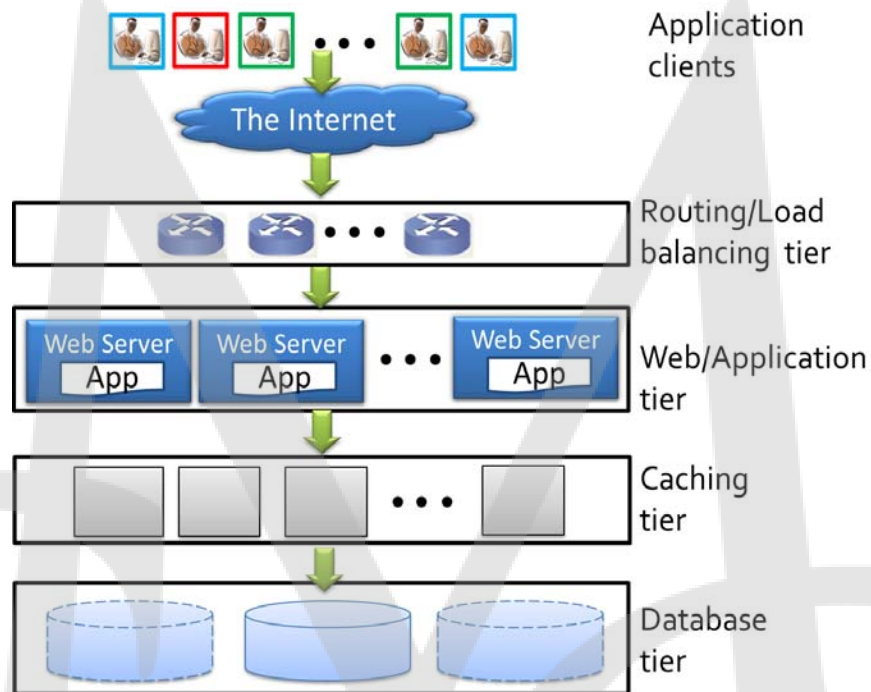 Application
clients
The Internet
Routing/Load
balancing tier
Web Server
App
Web Server
App
Web Server
App
Web/Application
tier
Caching
tier
Database
tier